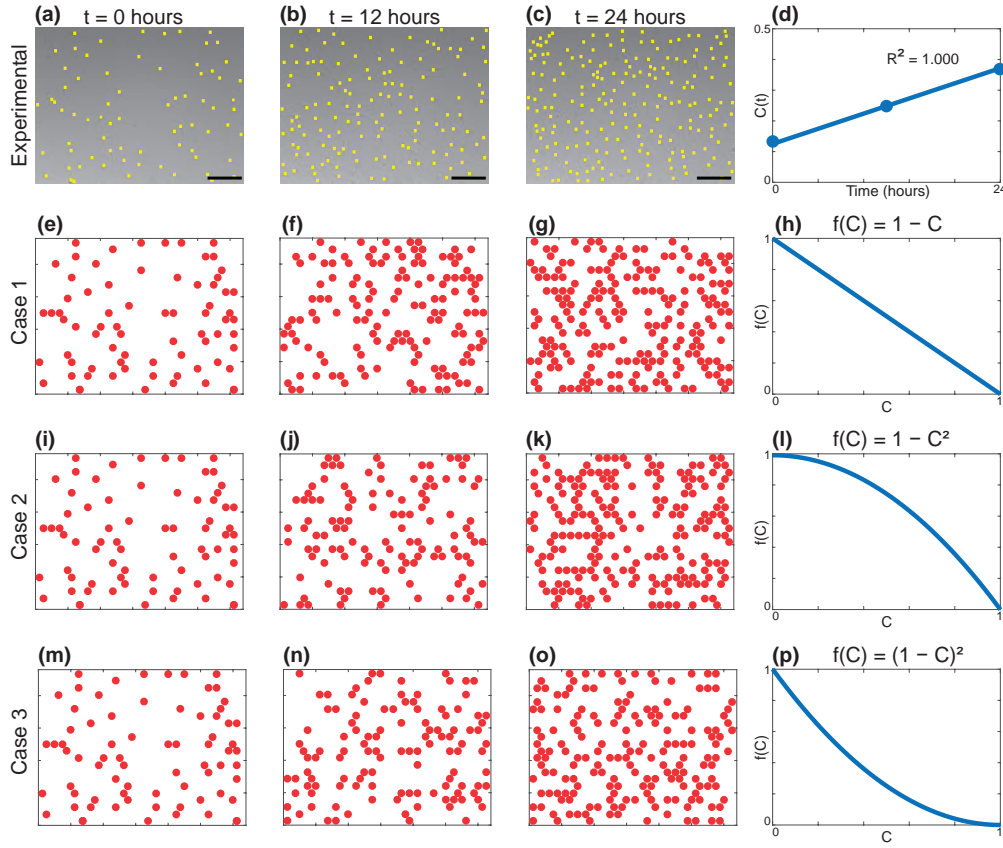 (a) t = 0 hours
(b) t = 12 hours
(c) t = 24 hours
(d)
Experimental
0.5
C(t)
R² = 1.000
0
0
Time (hours)
24
(e)
(f)
(g)
(h) f(C) = 1 − C
Case 1
1
f(C)
0
0
C
1
(i)
(j)
(k)
(l) f(C) = 1 − C²
Case 2
1
f(C)
0
0
C
1
(m)
(n)
(o)
(p) f(C) = (1 − C)²
Case 3
1
f(C)
0
0
C
1